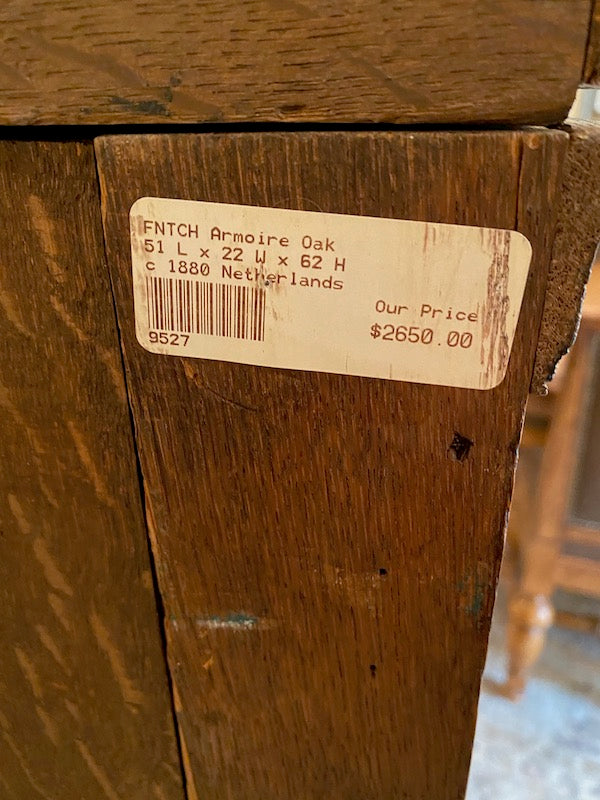 FNTCH Armoire Oak
51 L x 22 W x 62 H
c 1880 Netherlands
Our Price
$2650.00
9527